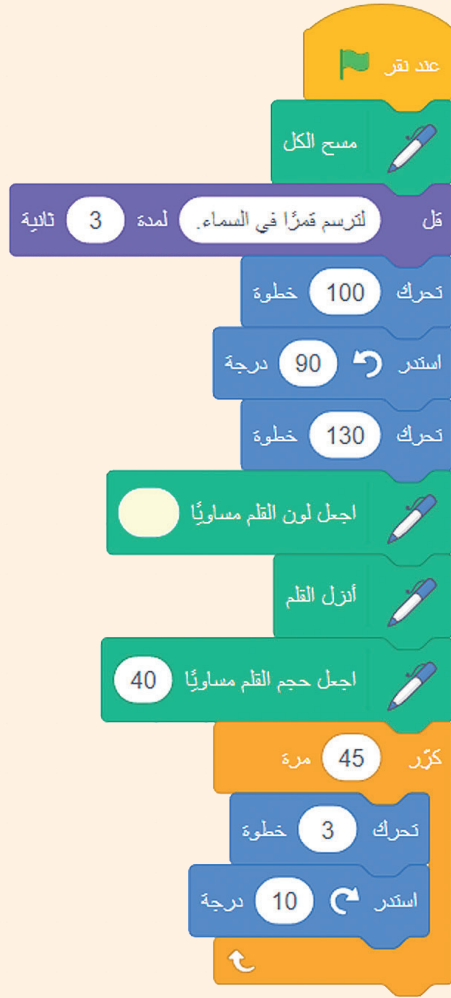 عند نقر
مسح الكل
قل لترسم قمرًا في السماء. لمدة 3 ثانية
تحرك 100 خطوة
استدر 90 درجة
تحرك 130 خطوة
اجعل لون القلم مساويًا
أنزل القلم
اجعل حجم القلم مساويًا 40
كرّر 45 مرة
تحرك 3 خطوة
استدر 10 درجة